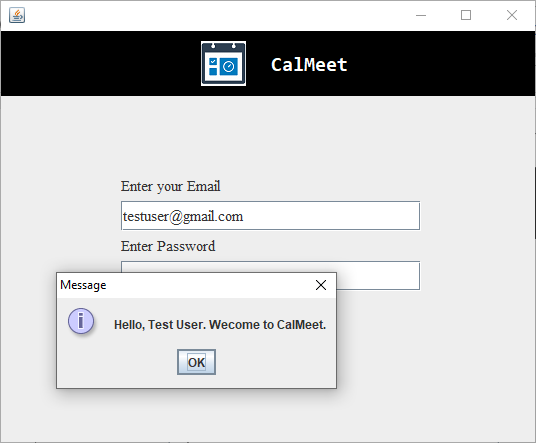 CalMeet
Enter your Email
testuser@gmail.com
Enter Password
Message
Hello, Test User. Wecome to CalMeet.
OK